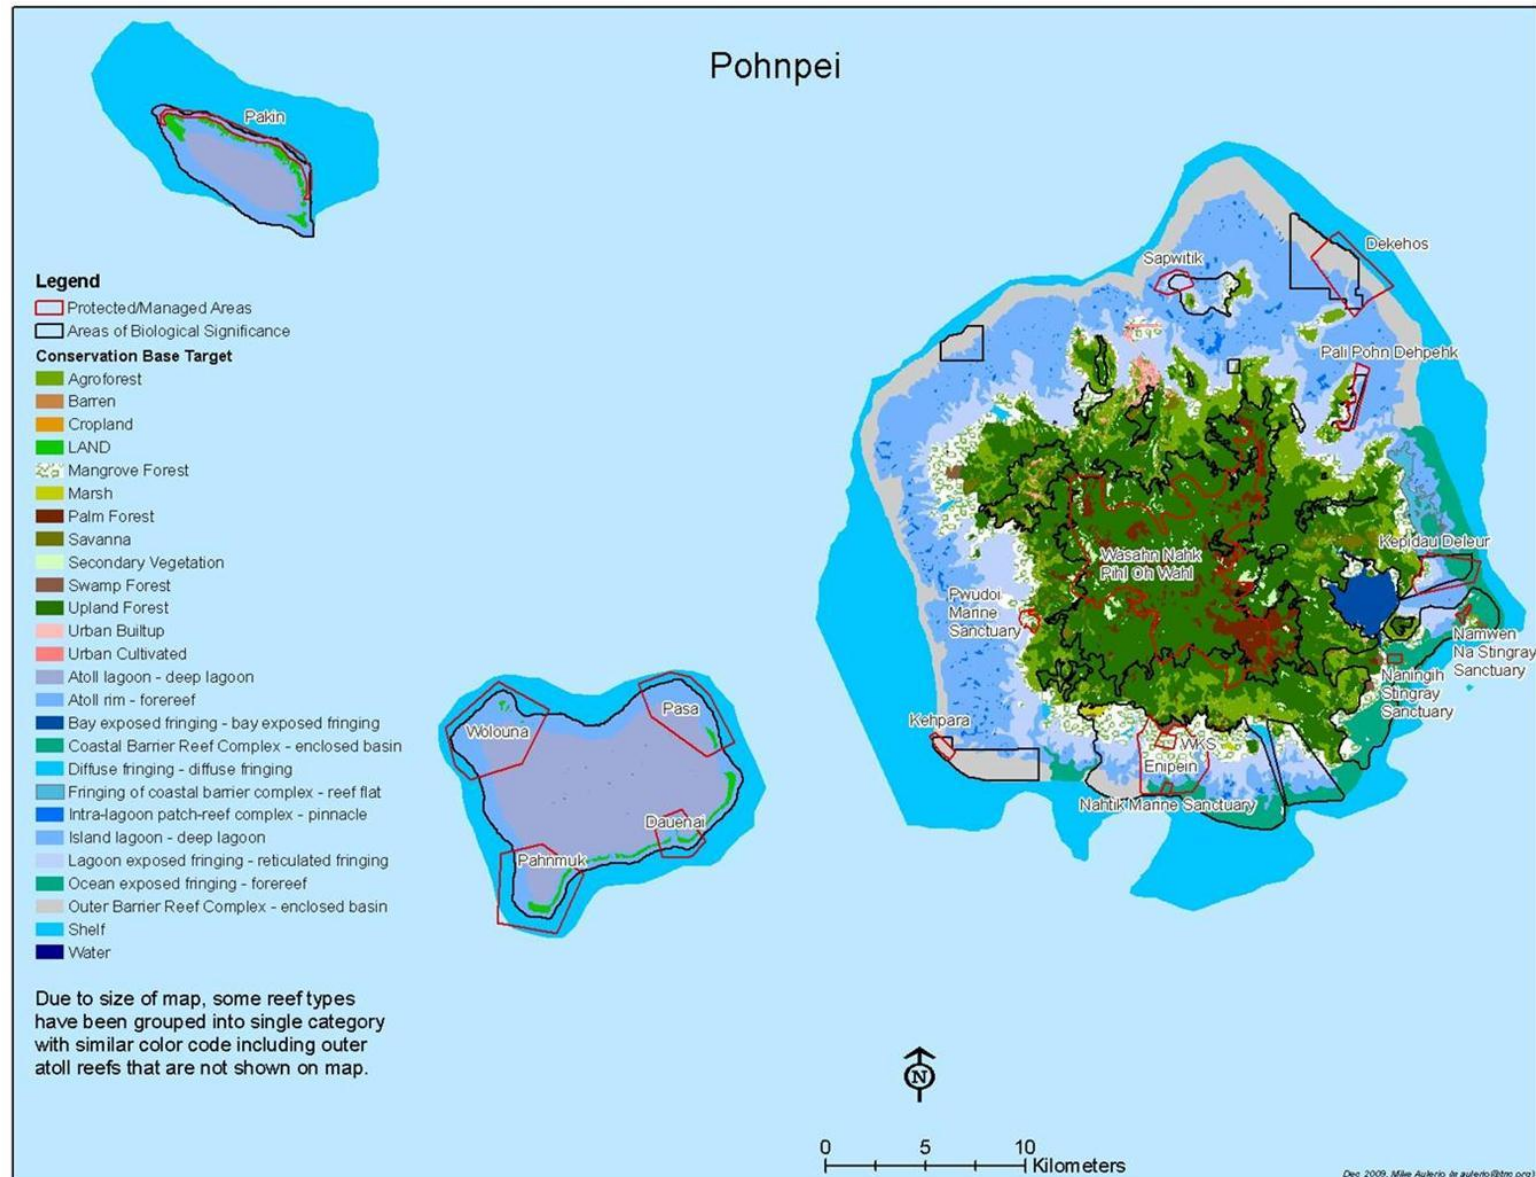 Pohnpei
Pakin
Legend
Protected/Managed Areas
Areas of Biological Significance
Conservation Base Target
Agroforest
Barren
Cropland
LAND
Mangrove Forest
Marsh
Palm Forest
Savanna
Secondary Vegetation
Swamp Forest
Upland Forest
Urban Builtup
Urban Cultivated
Atoll lagoon - deep lagoon
Atoll rim - forereef
Bay exposed fringing - bay exposed fringing
Coastal Barrier Reef Complex - enclosed basin
Diffuse fringing - diffuse fringing
Fringing of coastal barrier complex - reef flat
Intra-lagoon patch-reef complex - pinnacle
Island lagoon - deep lagoon
Lagoon exposed fringing - reticulated fringing
Ocean exposed fringing - forereef
Outer Barrier Reef Complex - enclosed basin
Shelf
Water
Due to size of map, some reef types
have been grouped into single category
with similar color code including outer
atoll reefs that are not shown on map.
Wolouna
Pasa
Dauenai
Pahnmuk
Sapwitik
Dekehos
Pali Pohn Dehpehk
Kepidau Deleur
Wasahn Nahk
Pihl Oh Wahl
Pwudoi
Marine
Sanctuary
Namwen
Na Stingray
Sanctuary
Naningih
Stingray
Sanctuary
Kehpara
WKS
Enipein
Nahtik Marine Sanctuary
N
0 5 10
Kilometers
Dec 2009, Mike Aulerio